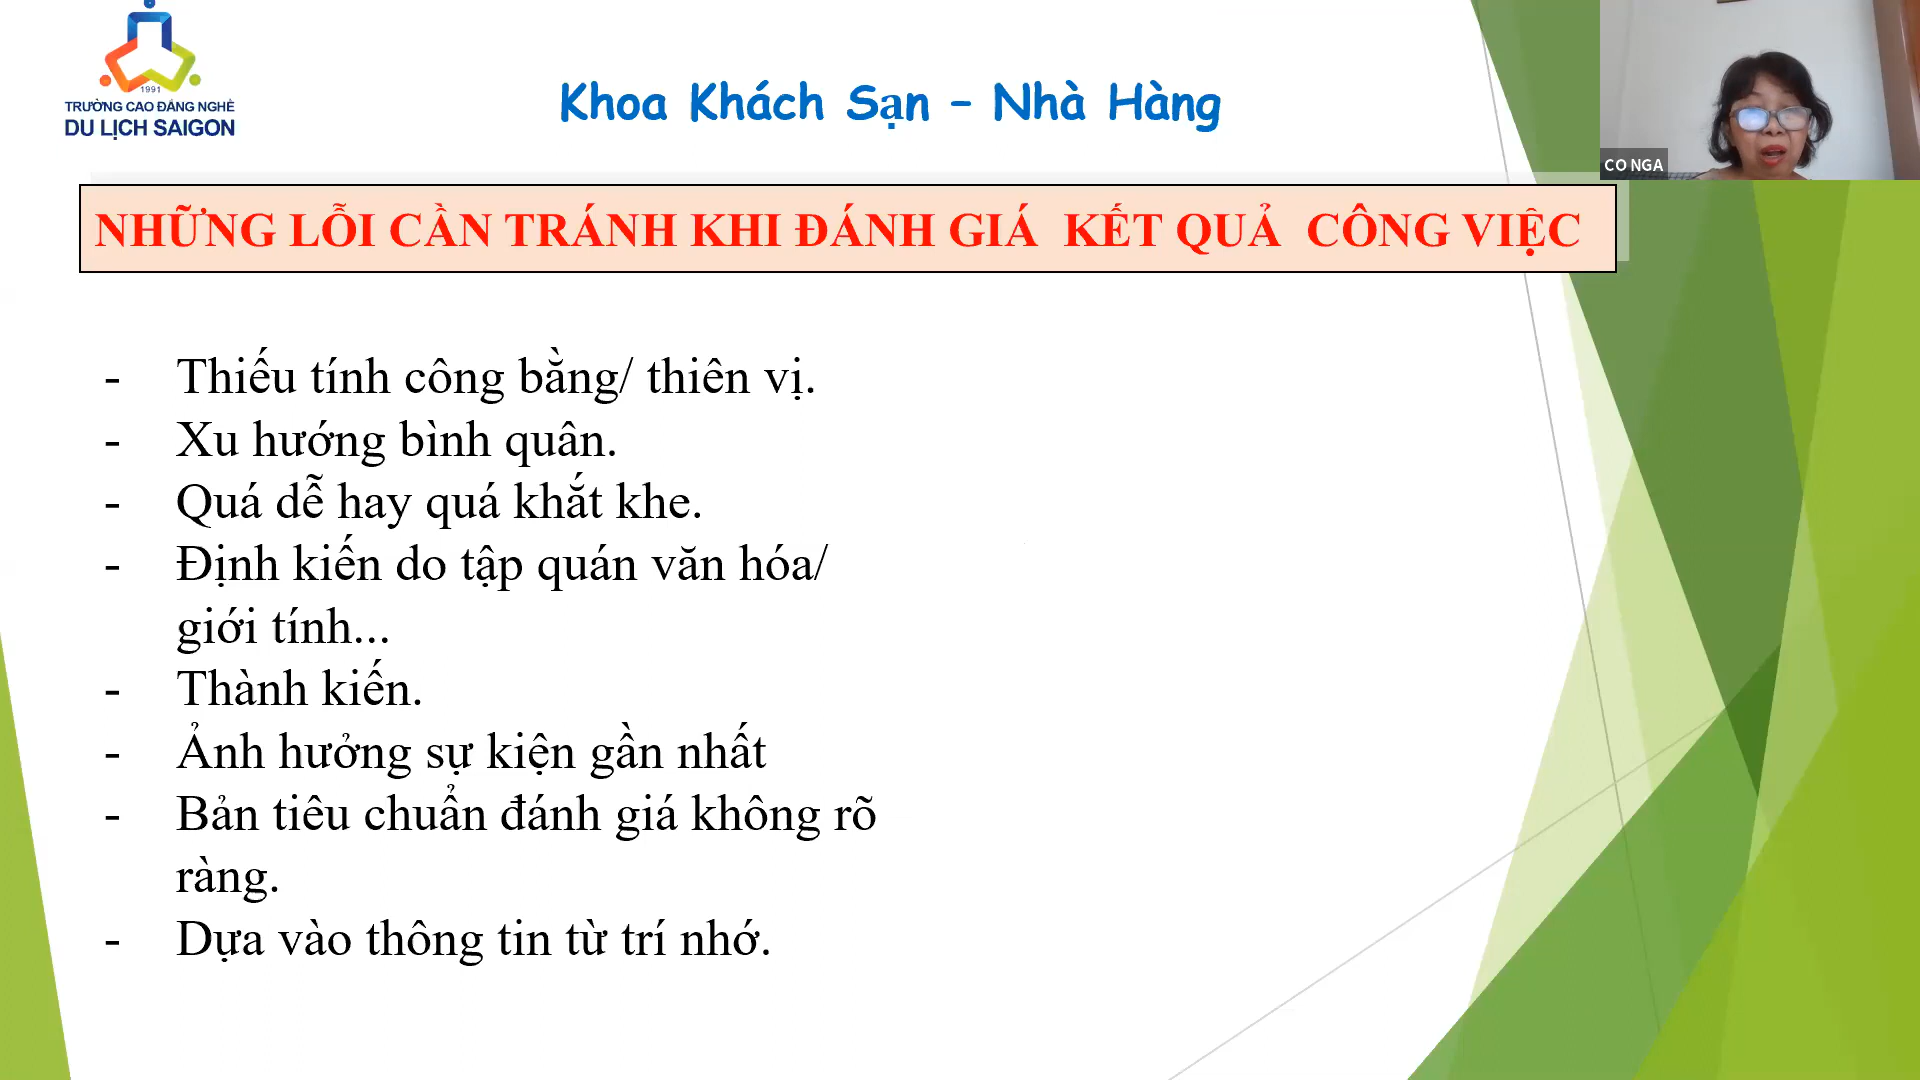 1991
TRƯỜNG CAO ĐẲNG NGHỀ
DU LỊCH SAIGON
Khoa Khách Sạn – Nhà Hàng
CO NGA
NHỮNG LỖI CẦN TRÁNH KHI ĐÁNH GIÁ KẾT QUẢ CÔNG VIỆC
- Thiếu tính công bằng/ thiên vị.
- Xu hướng bình quân.
- Quá dễ hay quá khắt khe.
- Định kiến do tập quán văn hóa/
giới tính...
- Thành kiến.
- Ảnh hưởng sự kiện gần nhất
- Bản tiêu chuẩn đánh giá không rõ
ràng.
- Dựa vào thông tin từ trí nhớ.